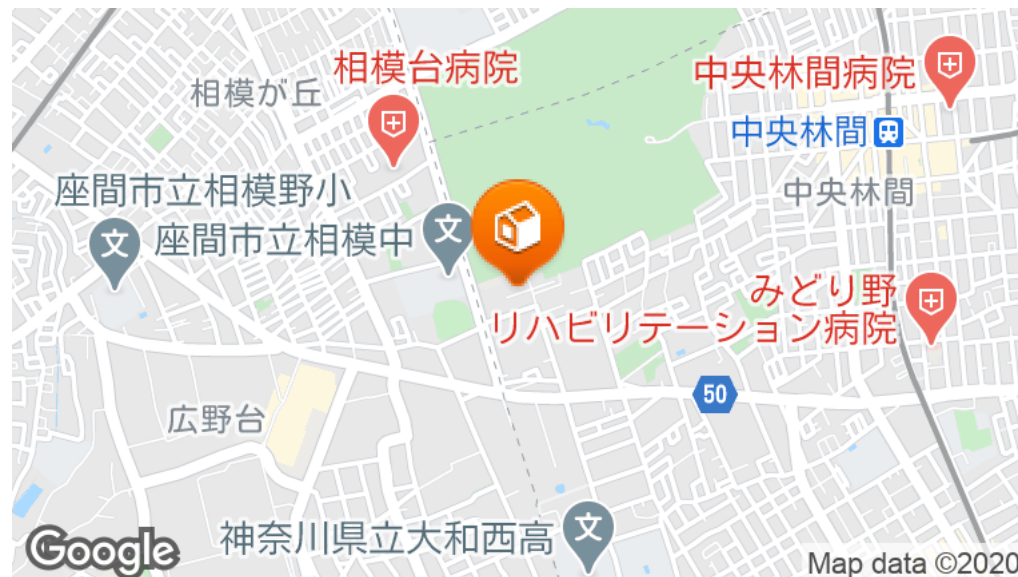 相模台病院
中央林間病院
相模が丘
中央林間
座間市立相模野小
中央林間
座間市立相模中
みどり野
リハビリテーション病院
50
広野台
神奈川県立大和西高
Google
Map data ©2020
文
文
文